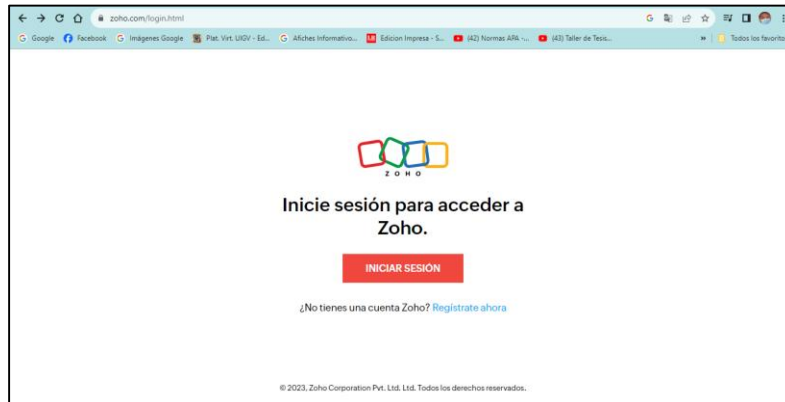 zoho.com/login.html
Google Facebook Imágenes Google Plat. Virt. UIGV - Ed... Afiches Informativo... Edicion Impresa - S... (42) Normas APA -... (43) Taller de Tesis... » Todos los favorito
ZOHO
Inicie sesión para acceder a
Zoho.
INICIAR SESIÓN
¿No tienes una cuenta Zoho? Regístrate ahora
© 2023, Zoho Corporation Pvt. Ltd. Ltd. Todos los derechos reservados.